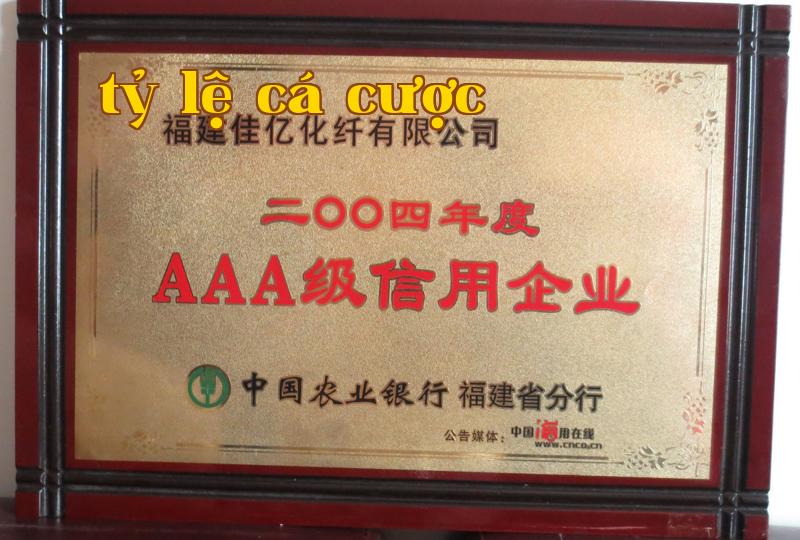 tỷ lệ cá cược
福建佳亿化纤有限公司
二〇〇四年度
AAA级信用企业
中国农业银行 福建省分行
公告媒体：中国信用在线
www.cnco.cn